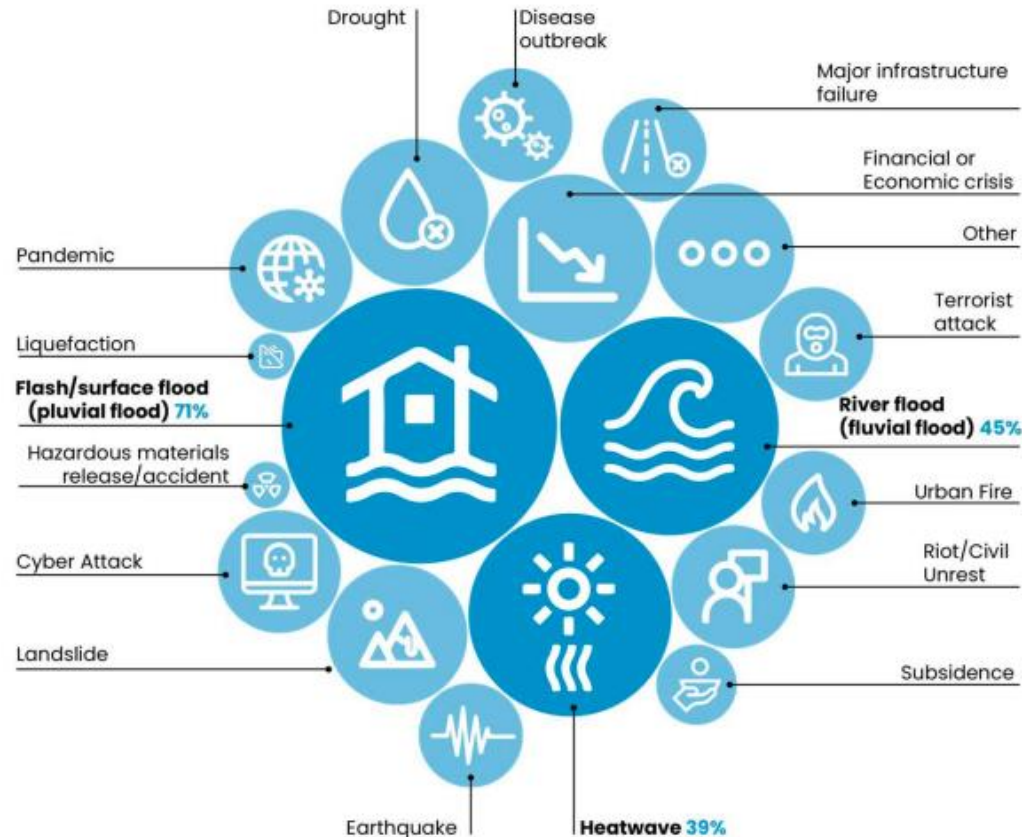 Drought
Disease
outbreak
Major infrastructure
failure
Financial or
Economic crisis
Pandemic
Other
Liquefaction
Terrorist
attack
Flash/surface flood
(pluvial flood) 71%
River flood
(fluvial flood) 45%
Hazardous materials
release/accident
Urban Fire
Cyber Attack
Riot/Civil
Unrest
Landslide
Subsidence
Earthquake
Heatwave 39%